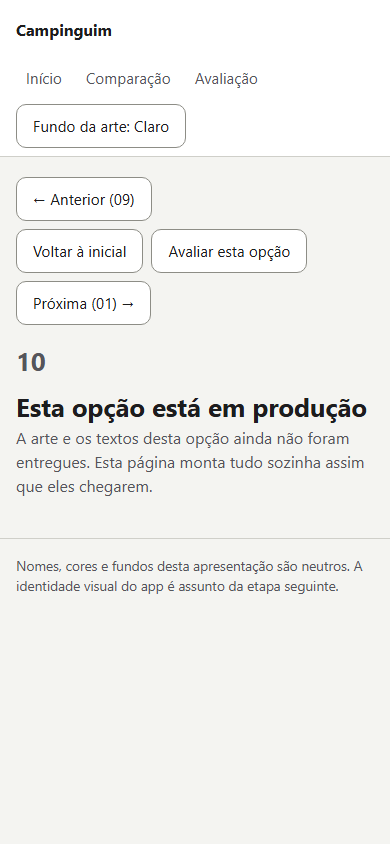 Campinguim
Início Comparação Avaliação
Fundo da arte: Claro
← Anterior (09)
Voltar à inicial Avaliar esta opção
Próxima (01) →
10
Esta opção está em produção
A arte e os textos desta opção ainda não foram
entregues. Esta página monta tudo sozinha assim
que eles chegarem.
Nomes, cores e fundos desta apresentação são neutros. A
identidade visual do app é assunto da etapa seguinte.